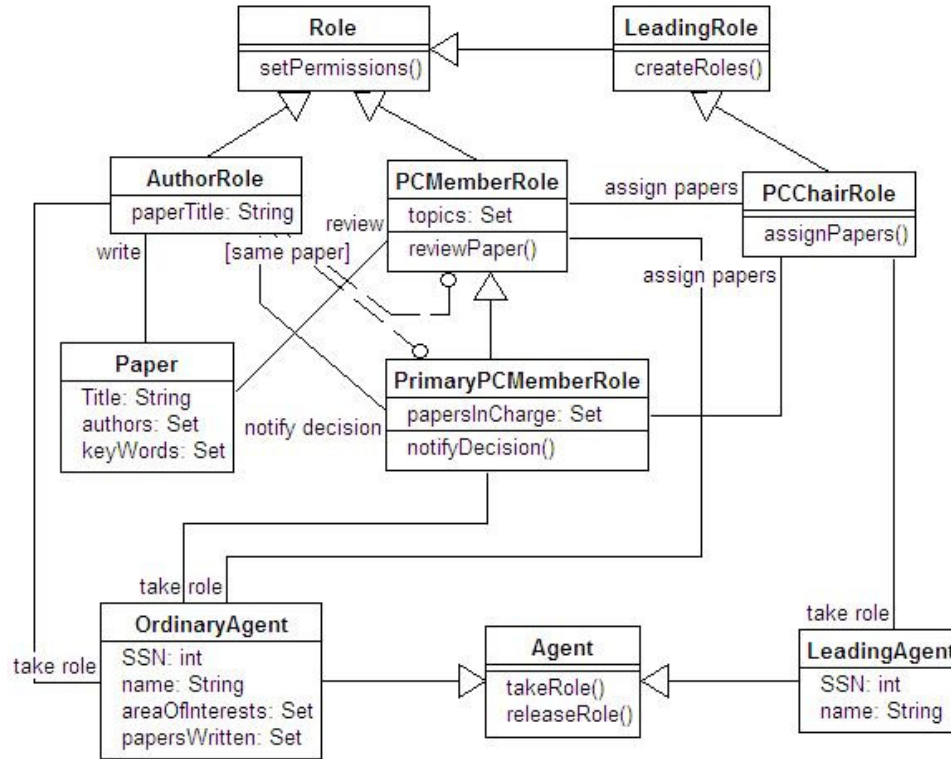 Role
setPermissions()
LeadingRole
createRoles()
AuthorRole
paperTitle: String
PCMemberRole
topics: Set
reviewPaper()
assign papers
PCChairRole
assignPapers()
write
review
[same paper]
assign papers
Paper
Title: String
authors: Set
keyWords: Set
notify decision
PrimaryPCMemberRole
papersInCharge: Set
notifyDecision()
take role
take role
take role
OrdinaryAgent
SSN: int
name: String
areaOfInterests: Set
papersWritten: Set
Agent
takeRole()
releaseRole()
LeadingAgent
SSN: int
name: String